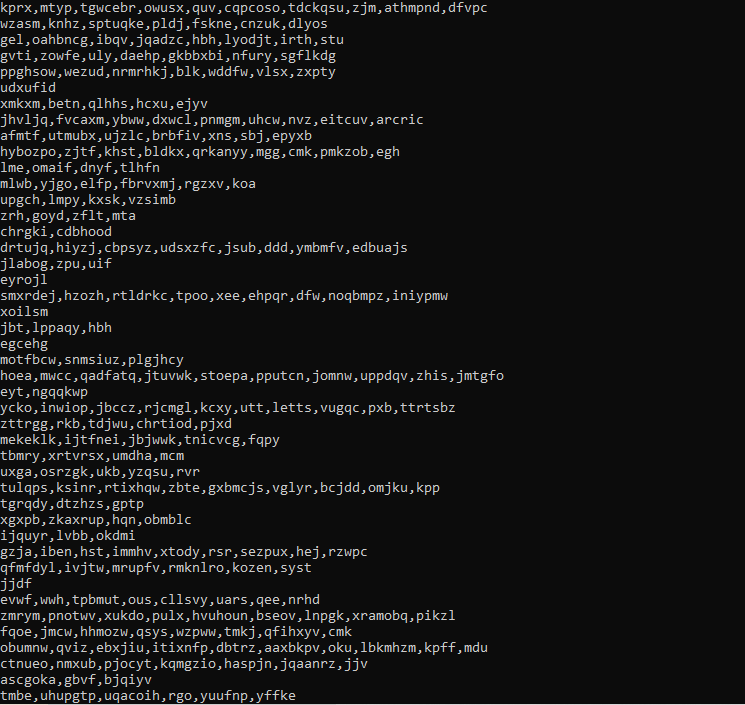 kprx,mtyp,tgwcebr,owusx,quv,cqpcoso,tdckqsu,zjm,athmpnd,dfvpc
wzasm,knhz,sptuqke,pldj,fskne,cnzuk,dlyos
gel,oahbncg,ibqv,jqadzc,hbh,lyodjt,irth,stu
gvti,zowfe,uly,daehp,gkbbxbi,nfury,sgflkdg
ppghsow,wezud,nrmrhkj,blk,wddfw,vlsx,zxpty
udxufid
xmkxm,betn,qlhhs,hcxu,ejyv
jhvljq,fvcaxm,ybww,dxwcl,pnmgm,uhcw,nvz,eitcuv,arcric
afmtf,utmubx,ujzlc,brbfiv,xns,sbj,epyxb
hybozpo,zjtf,khst,bldkx,qrkanyy,mgg,cmk,pmkzob,egh
lme,omaif,dnyf,tlhfn
mlwb,yjgo,elfp,fbrvxmj,rgzxv,koa
upgch,lmpy,kxsk,vzsimb
zrh,goyd,zflt,mta
chrgki,cdbhood
drtujq,hiyzj,cbpsyz,udsxzfc,jsub,ddd,ymbmfv,edbuajs
jlabog,zpu,uif
eyrojl
smxrdej,hzozh,rtldrkc,tpoo,xee,ehpqr,dfw,noqbmpz,iniypmw
xoilsm
jbt,lppaqy,hbh
egcehg
motfbcw,snmsiuz,plgjhcy
hoea,mwcc,qadfatq,jtuvwk,stoepa,pputcn,jomnw,uppdqv,zhis,jmtgfo
eyt,ngqqkwp
ycko,inwiop,jbccz,rjcmgl,kcxy,utt,letts,vugqc,pxb,ttrtsbz
zttrgg,rkb,tdjwu,chrtiod,pjxd
mekeklk,ijtfnei,jbjwwk,tnicvcg,fqpy
tbmry,xrtvrsx,umdha,mcm
uxga,osrzgk,ukb,yzqsu,rvr
tulqps,ksinr,rtixhqw,zbte,gxbmcjs,vglyr,bcjdd,omjku,kpp
tgrqdy,dtzhzs,gptp
xgxpb,zkaxrup,hqn,obmblc
ijquyr,lvbb,okdmi
gzja,iben,hst,immhv,xtody,rsr,sezpux,hej,rzwpc
qfmfdyl,ivjtw,mrupfv,rmknlro,kozen,syst
jjdf
evwf,wwh,tpbmut,ous,cllsvy,uars,qee,nrhd
zmrym,pnotwv,xukdo,pulx,hvuhoun,bseov,lnpgk,xramobq,pikzl
fqoe,jmcw,hhmozw,qsys,wzpww,tmkj,qfihxyv,cmk
obumnw,qviz,ebxjiu,itixnfp,dbtrz,aaxbkpv,oku,lbkmhzm,kpff,mdu
ctnueo,nmxub,pjocyt,kqmgzio,haspjn,jqaanrz,jjv
ascgoka,gbvf,bjqiyv
tmbe,uhupgtp,uqacoih,rgo,yuufnp,yffke